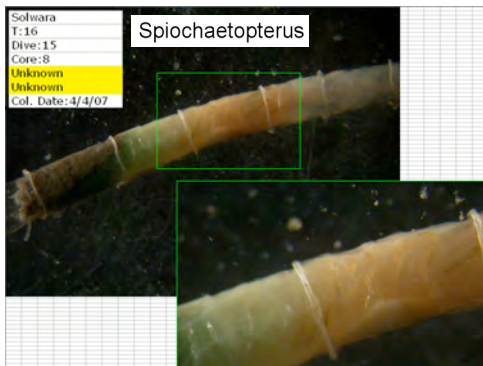 Solwara
T:16
Dive:15
Core:8
Unknown
Unknown
Col. Date:4/4/07
Spiochaetopterus